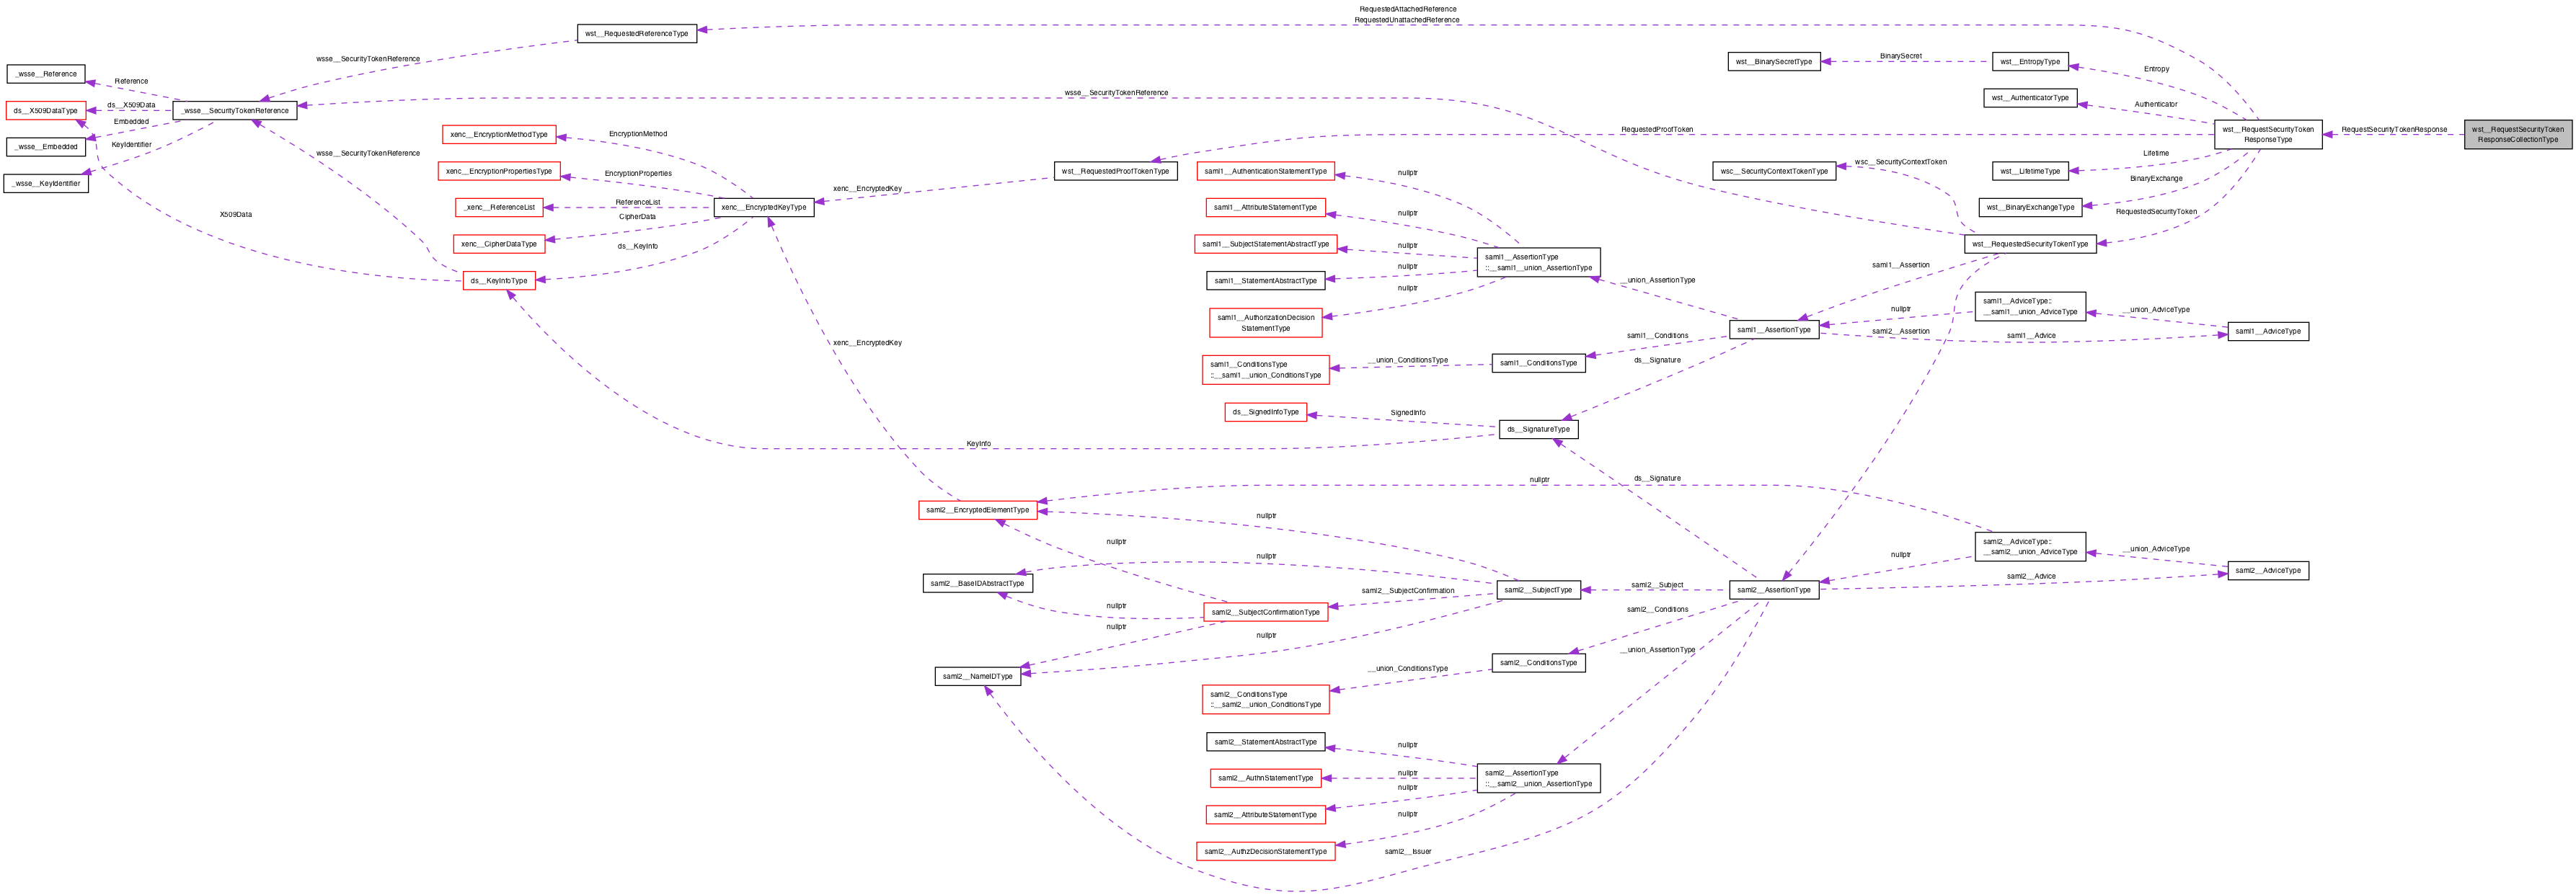 RequestedAttachedReference
RequestedUnattachedReference
wst__RequestedReferenceType
wsse__SecurityTokenReference
_wsse__Reference
Reference
ds__X509DataType
ds__X509Data
_wsse__SecurityTokenReference
Embedded
_wsse__Embedded
KeyIdentifier
_wsse__KeyIdentifier
wsse__SecurityTokenReference
X509Data
xenc__EncryptionMethodType
EncryptionMethod
xenc__EncryptionPropertiesType
EncryptionProperties
_xenc__ReferenceList
ReferenceList
CipherData
xenc__CipherDataType
ds__KeyInfo
ds__KeyInfoType
xenc__EncryptedKeyType
xenc__EncryptedKey
wst__RequestedProofTokenType
wsse__SecurityTokenReference
RequestedProofToken
wst__BinarySecretType
BinarySecret
wst__EntropyType
Entropy
wst__AuthenticatorType
Authenticator
wst__RequestSecurityToken
ResponseType
RequestSecurityTokenResponse
wst__RequestSecurityToken
ResponseCollectionType
wsc__SecurityContextTokenType
wsc__SecurityContextToken
wst__LifetimeType
Lifetime
BinaryExchange
wst__BinaryExchangeType
RequestedSecurityToken
wst__RequestedSecurityTokenType
saml1__AuthenticationStatementType
nullptr
saml1__AttributeStatementType
nullptr
saml1__SubjectStatementAbstractType
nullptr
saml1__StatementAbstractType
nullptr
saml1__AuthorizationDecision
StatementType
nullptr
saml1__AssertionType
::__saml1__union_AssertionType
__union_AssertionType
saml1__Assertion
saml1__AdviceType::
__saml1__union_AdviceType
nullptr
__union_AdviceType
saml1__AdviceType
saml1__AssertionType
saml2__Assertion
saml1__Advice
saml1__Conditions
saml1__ConditionsType
__union_ConditionsType
saml1__ConditionsType
::__saml1__union_ConditionsType
ds__Signature
ds__SignedInfoType
SignedInfo
ds__SignatureType
KeyInfo
xenc__EncryptedKey
ds__Signature
nullptr
saml2__EncryptedElementType
nullptr
nullptr
saml2__AdviceType::
__saml2__union_AdviceType
nullptr
__union_AdviceType
saml2__AdviceType
saml2__Advice
saml2__BaseIDAbstractType
nullptr
saml2__SubjectType
saml2__Subject
saml2__AssertionType
saml2__SubjectConfirmation
saml2__SubjectConfirmationType
nullptr
nullptr
nullptr
saml2__NameIDType
saml2__Conditions
saml2__ConditionsType
__union_ConditionsType
saml2__ConditionsType
::__saml2__union_ConditionsType
__union_AssertionType
saml2__StatementAbstractType
nullptr
saml2__AuthnStatementType
nullptr
saml2__AssertionType
::__saml2__union_AssertionType
nullptr
saml2__AttributeStatementType
nullptr
saml2__AuthzDecisionStatementType
saml2__Issuer